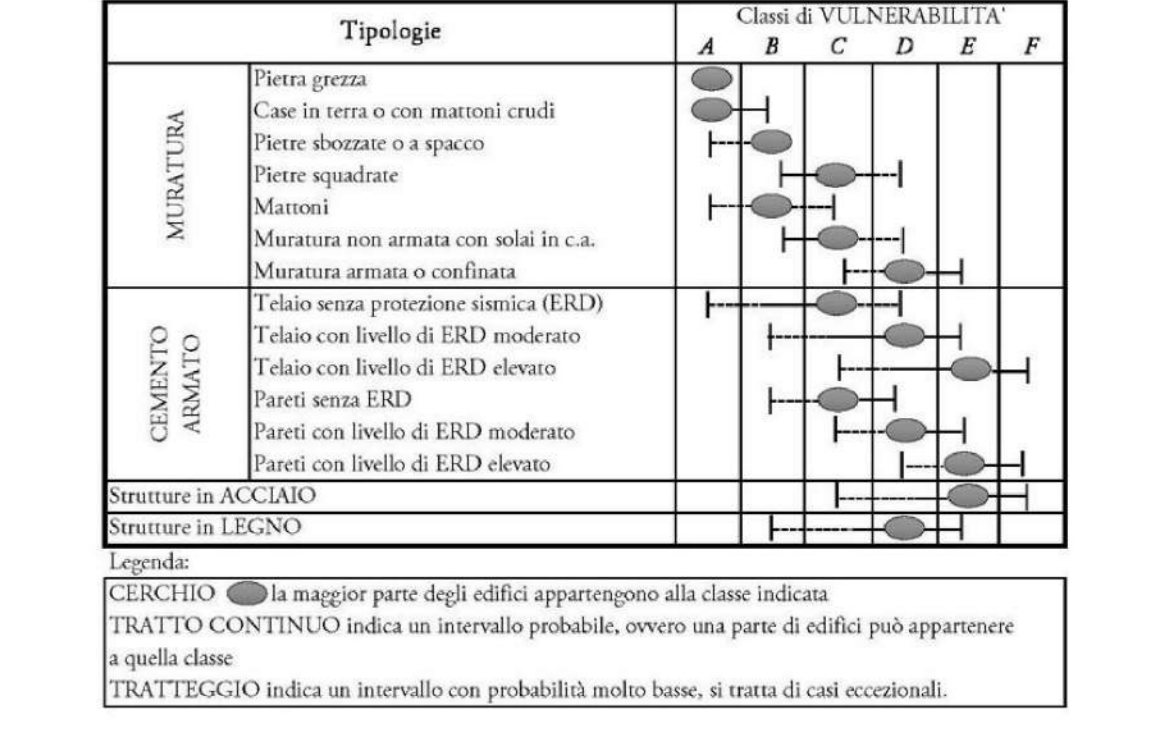 Tipologie
Classi di VULNERABILITA'
A B C D E F
MURATURA
Pietra grezza
Case in terra o con mattoni crudi
Pietre sbozzate o a spacco
Pietre squadrate
Mattoni
Muratura non armata con solai in c.a.
Muratura armata o confinata
CEMENTO
ARMATO
Telaio senza protezione sismica (ERD)
Telaio con livello di ERD moderato
Telaio con livello di ERD elevato
Pareti senza ERD
Pareti con livello di ERD moderato
Pareti con livello di ERD elevato
Strutture in ACCIAIO
Strutture in LEGNO
Legenda:
CERCHIO la maggior parte degli edifici appartengono alla classe indicata
TRATTO CONTINUO indica un intervallo probabile, ovvero una parte di edifici può appartenere
a quella classe
TRATTEGGIO indica un intervallo con probabilità molto basse, si tratta di casi eccezionali.